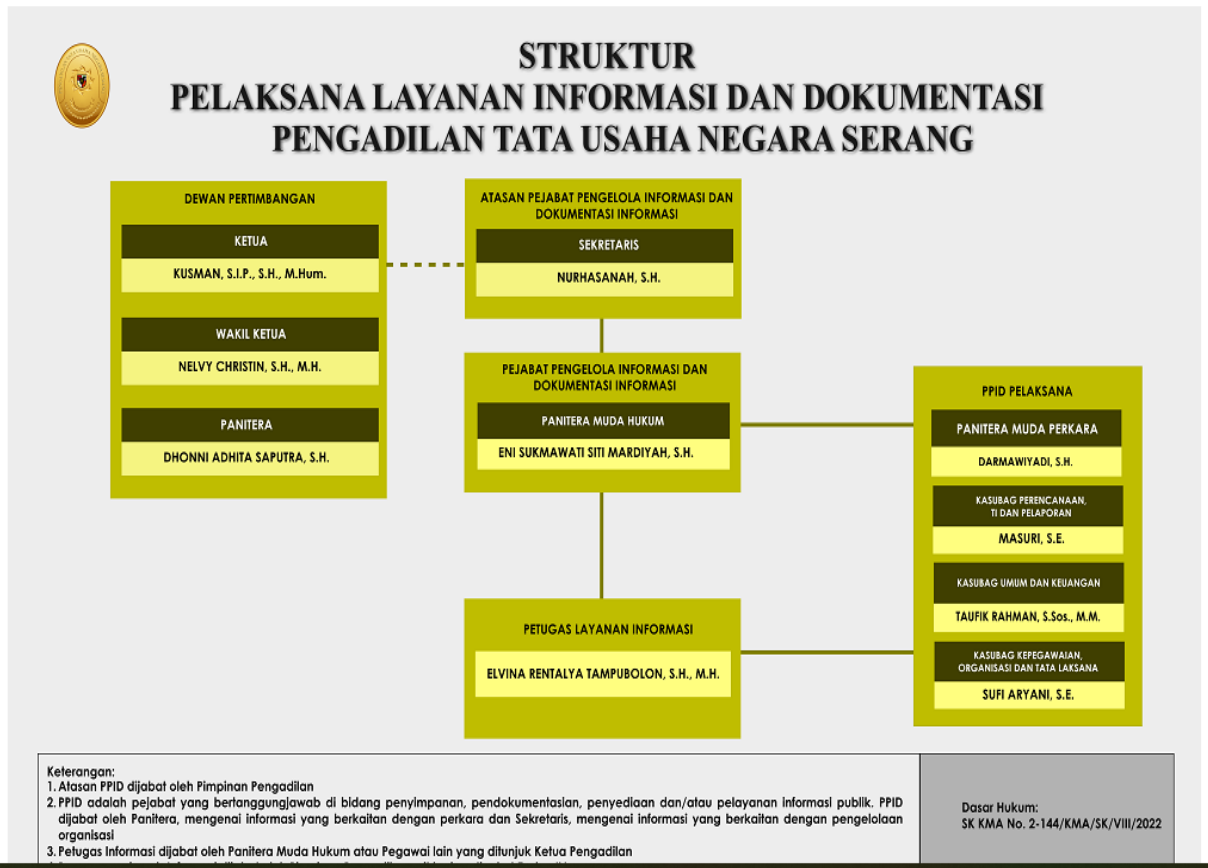 STRUKTUR
PELAKSANA LAYANAN INFORMASI DAN DOKUMENTASI
PENGADILAN TATA USAHA NEGARA SERANG
DEWAN PERTIMBANGAN
KETUA
KUSMAN, S.I.P., S.H., M.Hum.
WAKIL KETUA
NELVY CHRISTIN, S.H., M.H.
PANITERA
DHONNI ADHITA SAPUTRA, S.H.
ATASAN PEJABAT PENGELOLA INFORMASI DAN
DOKUMENTASI INFORMASI
SEKRETARIS
NURHASANAH, S.H.
PEJABAT PENGELOLA INFORMASI DAN
DOKUMENTASI INFORMASI
PANITERA MUDA HUKUM
ENI SUKMAWATI SITI MARDIYAH, S.H.
PETUGAS LAYANAN INFORMASI
ELVINA RENTALYA TAMPUBOLON, S.H., M.H.
PPID PELAKSANA
PANITERA MUDA PERKARA
DARMAWIYADI, S.H.
KASUBAG PERENCANAAN,
TI DAN PELAPORAN
MASURI, S.E.
KASUBAG UMUM DAN KEUANGAN
TAUFIK RAHMAN, S.Sos., M.M.
KASUBAG KEPEGAWAIAN,
ORGANISASI DAN TATA LAKSANA
SUFI ARYANI, S.E.
Keterangan:
1. Atasan PPID dijabat oleh Pimpinan Pengadilan
2. PPID adalah pejabat yang bertanggungjawab di bidang penyimpanan, pendokumentasian, penyediaan dan/atau pelayanan informasi publik. PPID
dijabat oleh Panitera, mengenai informasi yang berkaitan dengan perkara dan Sekretaris, mengenai informasi yang berkaitan dengan pengelolaan
organisasi
3. Petugas Informasi dijabat oleh Panitera Muda Hukum atau Pegawai lain yang ditunjuk Ketua Pengadilan
Dasar Hukum:
SK KMA No. 2-144/KMA/SK/VIII/2022